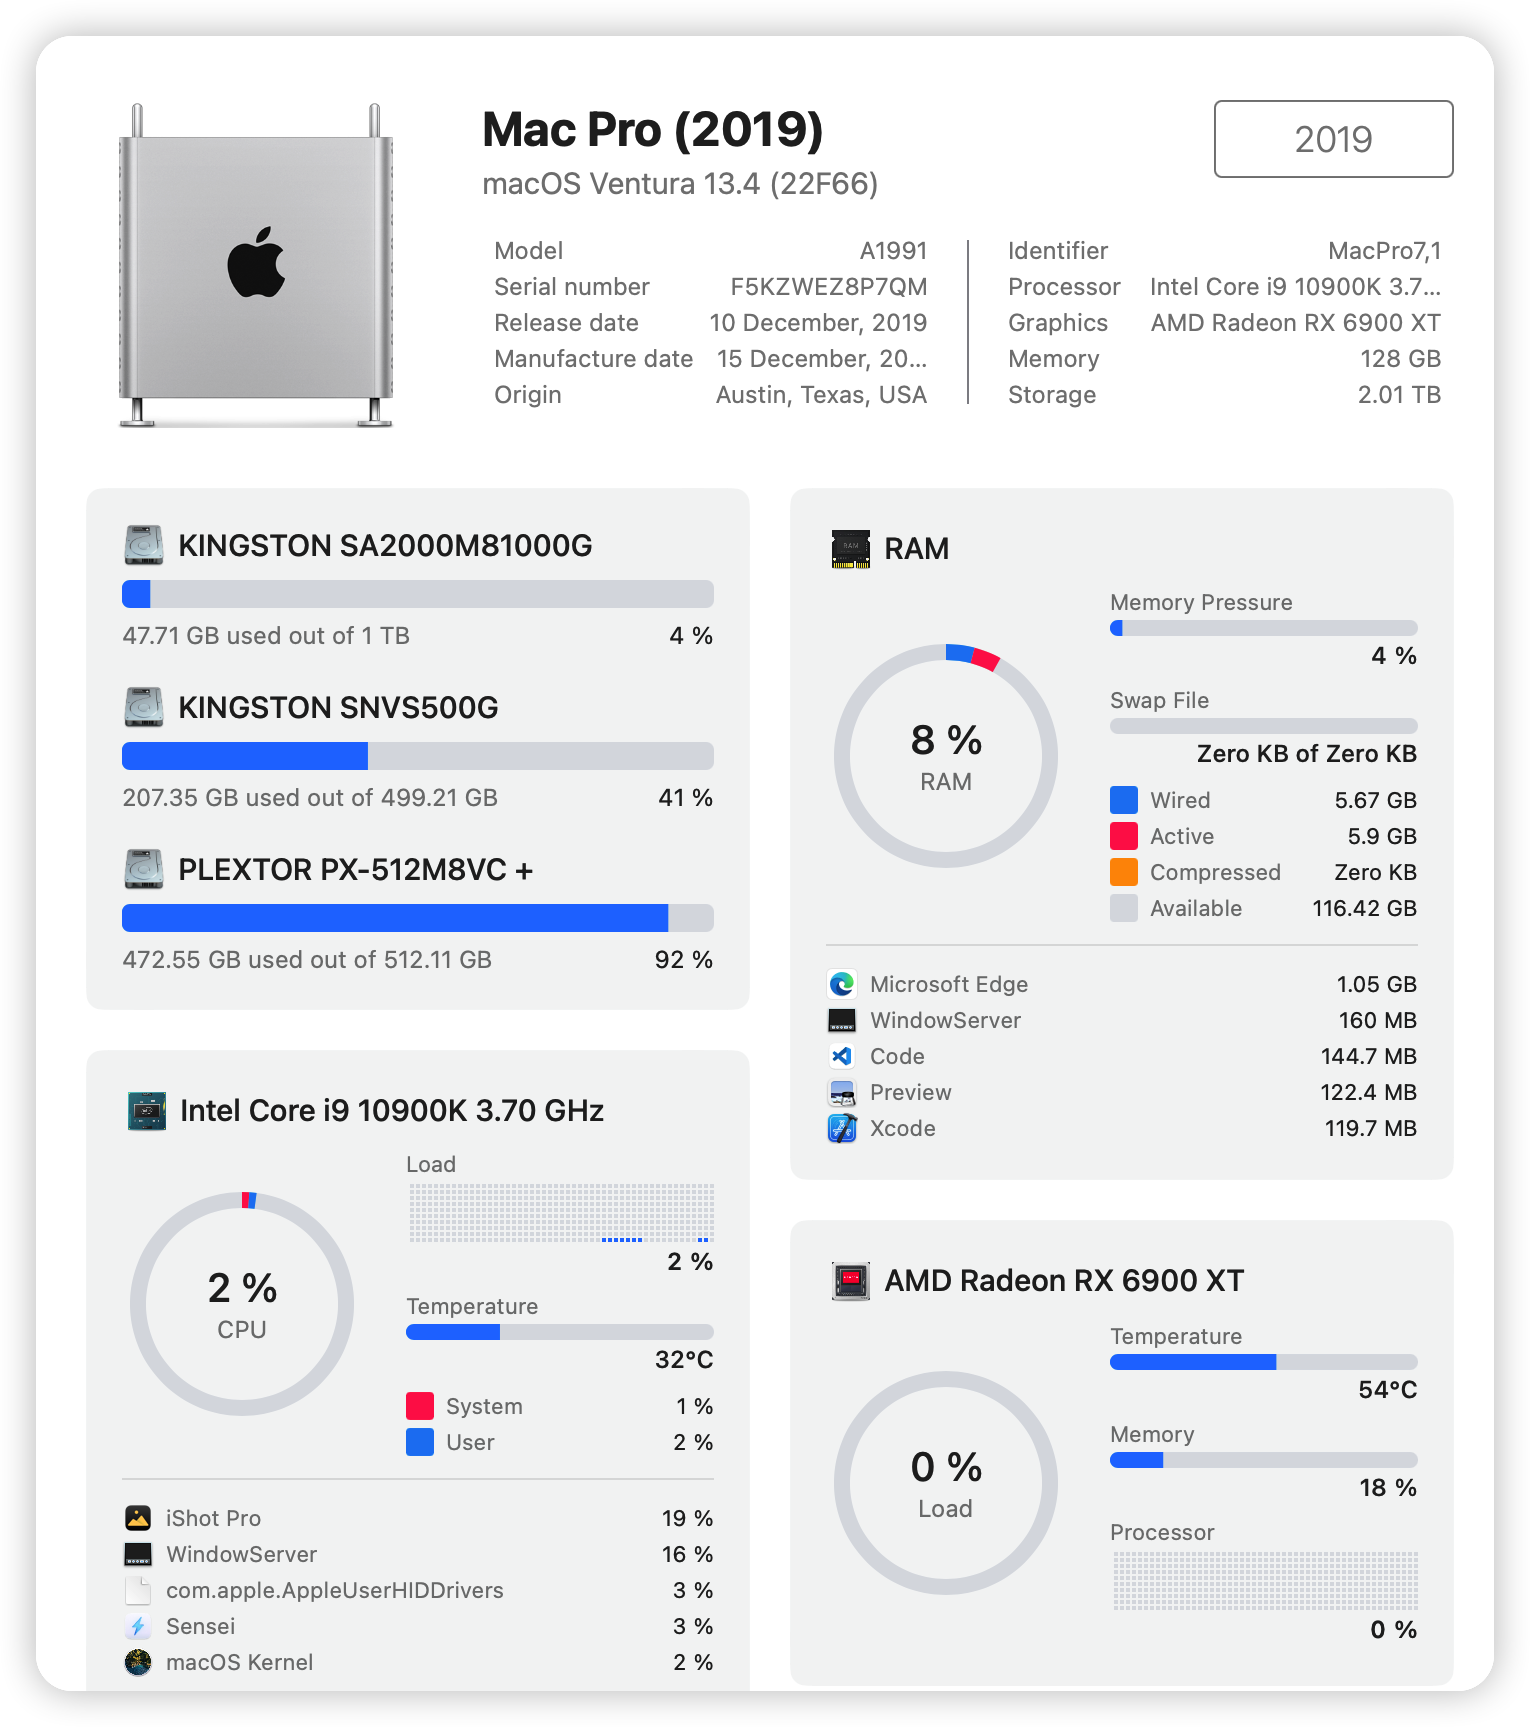 Mac Pro (2019)
2019
macOS Ventura 13.4 (22F66)
Model A1991
Serial number F5KZWEZ8P7QM
Release date 10 December, 2019
Manufacture date 15 December, 20...
Origin Austin, Texas, USA
Identifier MacPro7,1
Processor Intel Core i9 10900K 3.7...
Graphics AMD Radeon RX 6900 XT
Memory 128 GB
Storage 2.01 TB
KINGSTON SA2000M81000G
47.71 GB used out of 1 TB 4 %
KINGSTON SNVS500G
207.35 GB used out of 499.21 GB 41 %
PLEXTOR PX-512M8VC +
472.55 GB used out of 512.11 GB 92 %
RAM
RAM
Memory Pressure
4 %
Swap File
Zero KB of Zero KB
8 %
RAM
Wired 5.67 GB
Active 5.9 GB
Compressed Zero KB
Available 116.42 GB
Microsoft Edge 1.05 GB
WindowServer 160 MB
Code 144.7 MB
Preview 122.4 MB
Xcode 119.7 MB
Intel Core i9 10900K 3.70 GHz
Load
2 %
2 %
CPU
Temperature
32°C
System 1 %
User 2 %
iShot Pro 19 %
WindowServer 16 %
com.apple.AppleUserHIDDrivers 3 %
Sensei 3 %
macOS Kernel 2 %
AMD Radeon RX 6900 XT
Temperature
54°C
0 %
Load
Memory
18 %
Processor
0 %